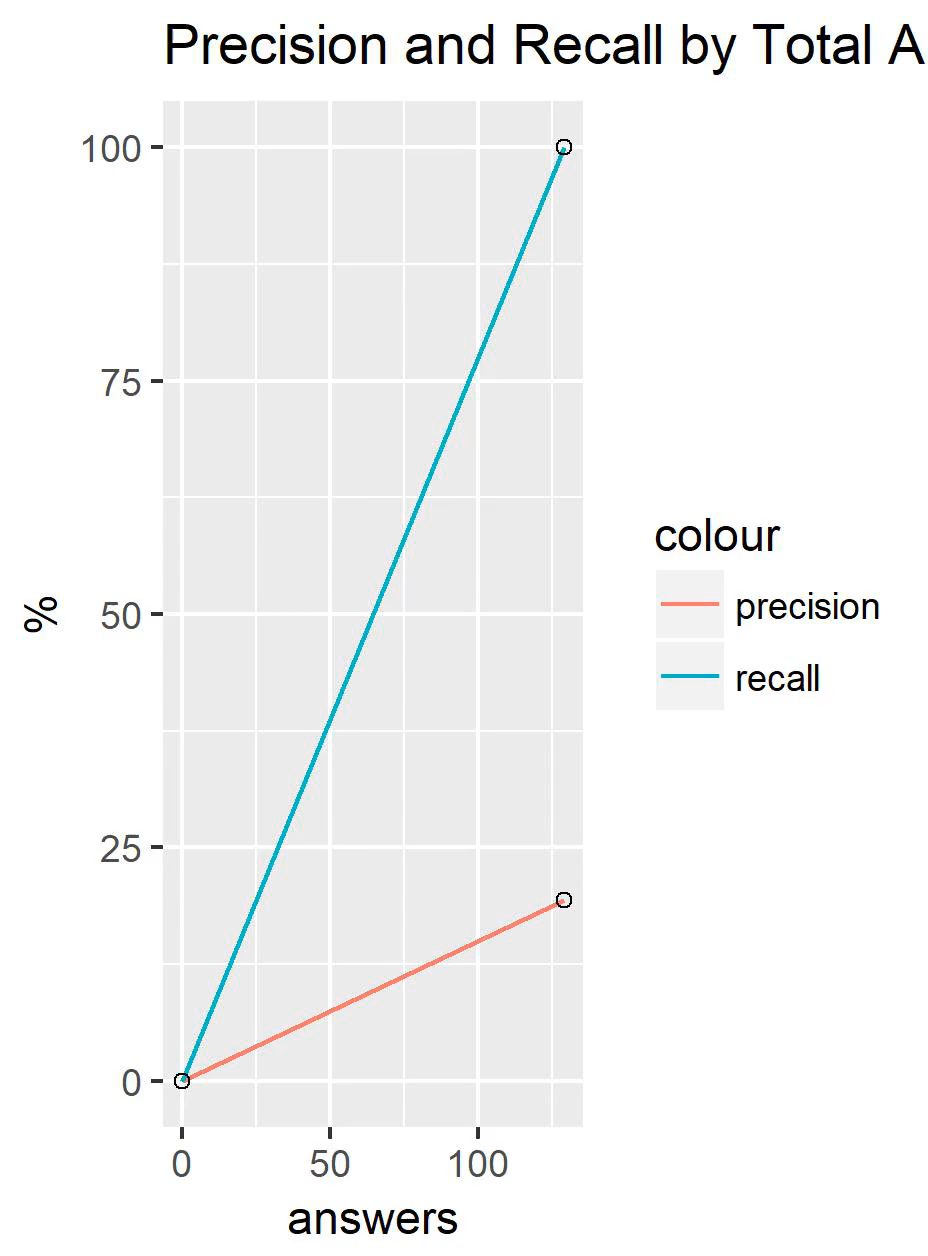 Precision and Recall by Total A
100
75
50
25
0
%
0 50 100
answers
colour
precision
recall